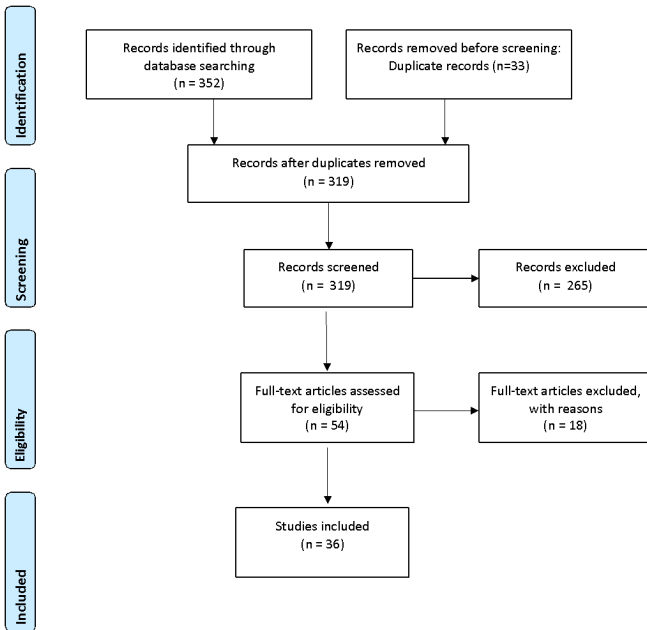 Identification
Records identified through
database searching
(n = 352)
Records removed before screening:
Duplicate records (n=33)
Records after duplicates removed
(n = 319)
Screening
Records screened
(n = 319)
Records excluded
(n = 265)
Eligibility
Full-text articles assessed
for eligibility
(n = 54)
Full-text articles excluded,
with reasons
(n = 18)
Included
Studies included
(n = 36)